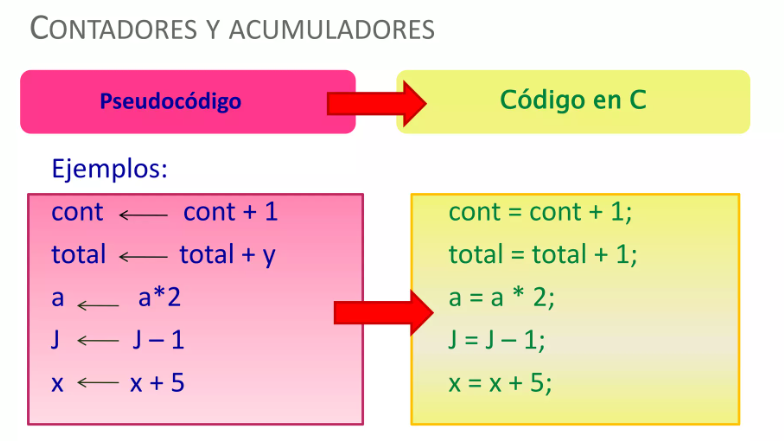 CONTADORES Y ACUMULADORES
Pseudocódigo
Código en C
Ejemplos:
cont ← cont + 1
total ← total + y
a ← a*2
J ← J – 1
x ← x + 5
cont = cont + 1;
total = total + 1;
a = a * 2;
J = J – 1;
x = x + 5;